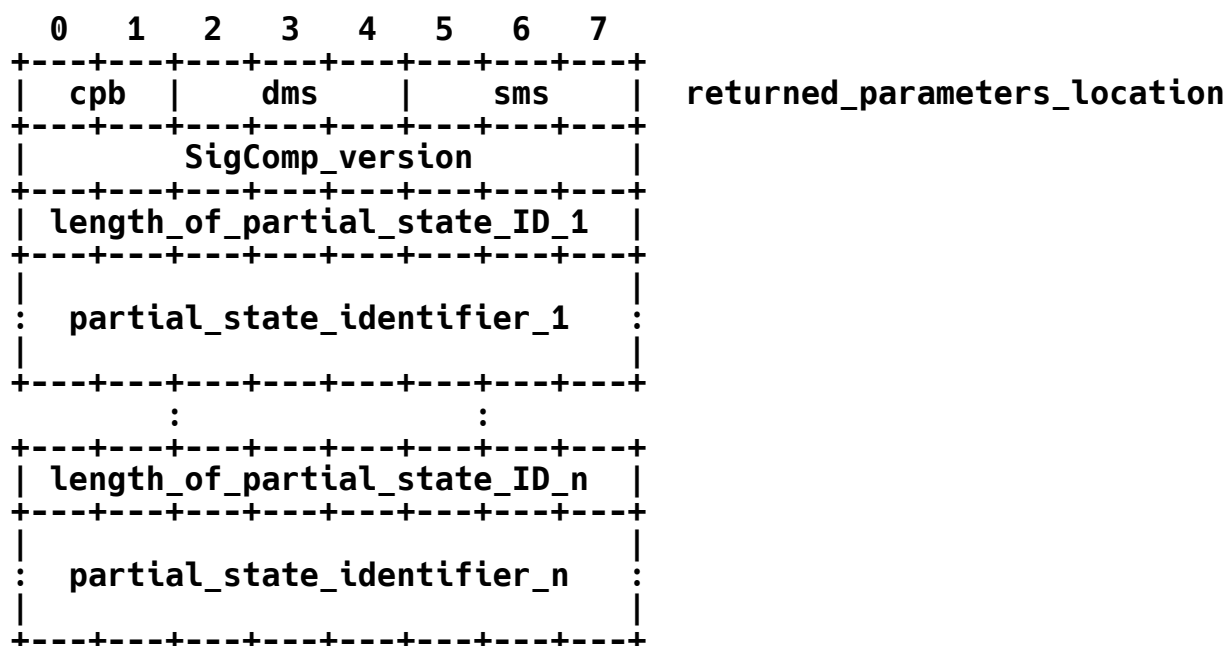 0 1 2 3 4 5 6 7
+---+---+---+---+---+---+---+---+
| cpb | dms | sms | returned_parameters_location
+---+---+---+---+---+---+---+---+
| SigComp_version |
+---+---+---+---+---+---+---+---+
| length_of_partial_state_ID_1 |
+---+---+---+---+---+---+---+---+
| |
: partial_state_identifier_1 :
| |
+---+---+---+---+---+---+---+---+
: :
+---+---+---+---+---+---+---+---+
| length_of_partial_state_ID_n |
+---+---+---+---+---+---+---+---+
| |
: partial_state_identifier_n :
| |
+---+---+---+---+---+---+---+---+